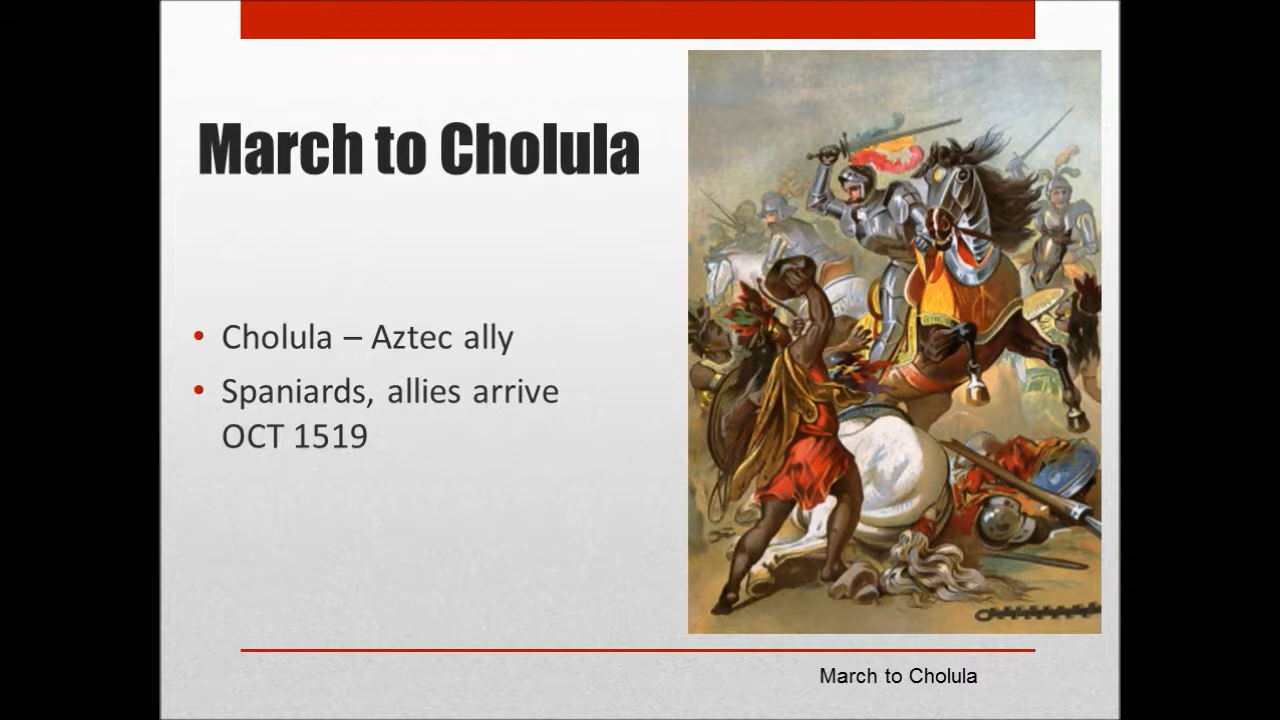 March to Cholula
• Cholula – Aztec ally
• Spaniards, allies arrive
OCT 1519
March to Cholula